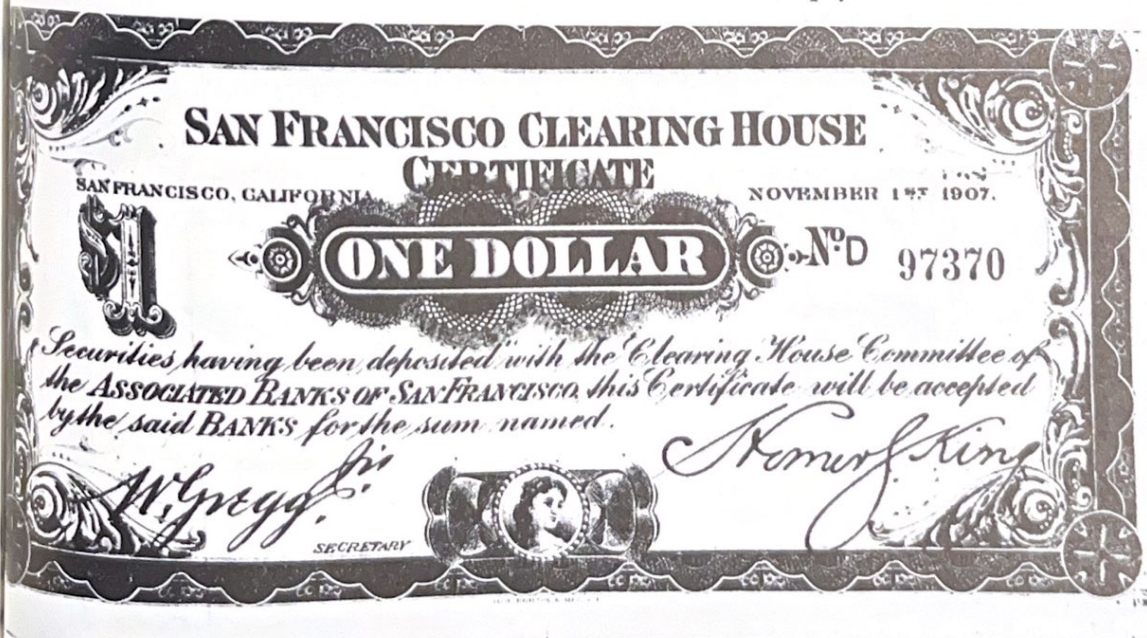 SAN FRANCISCO CLEARING HOUSE
CERTIFICATE
SAN FRANCISCO, CALIFORNIA
NOVEMBER 1ST 1907.
$1
ONE DOLLAR
No D 97370
Securities having been deposited with the Clearing House Committee of
the ASSOCIATED BANKS OF SAN FRANCISCO, this Certificate will be accepted
by the said BANKS for the sum named.
W. Gregg Jr.
SECRETARY
Homer S King